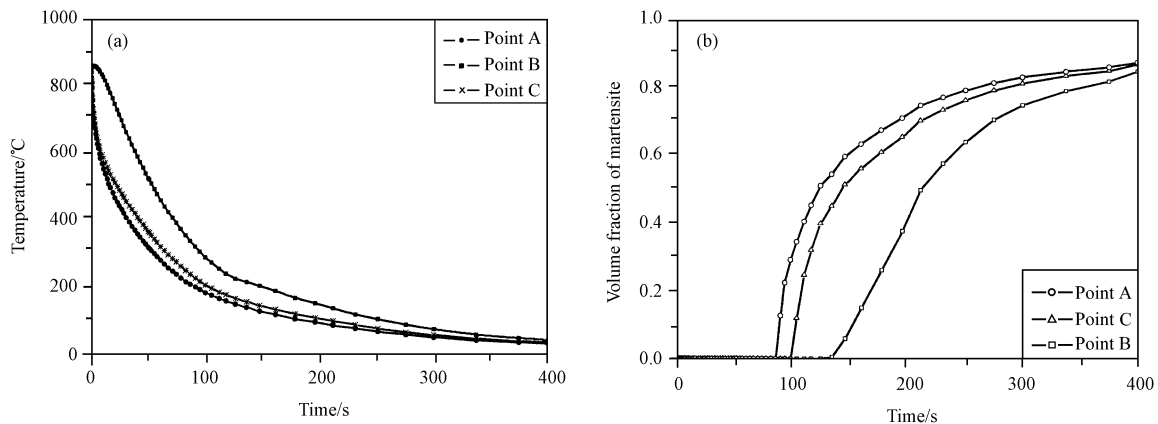 (a)
Point A
Point B
Point C
1000
800
600
400
200
0
Temperature/℃
0 100 200 300 400
Time/s
(b)
1.0
0.8
0.6
0.4
0.2
0.0
Volume fraction of martensite
Point A
Point C
Point B
0 100 200 300 400
Time/s